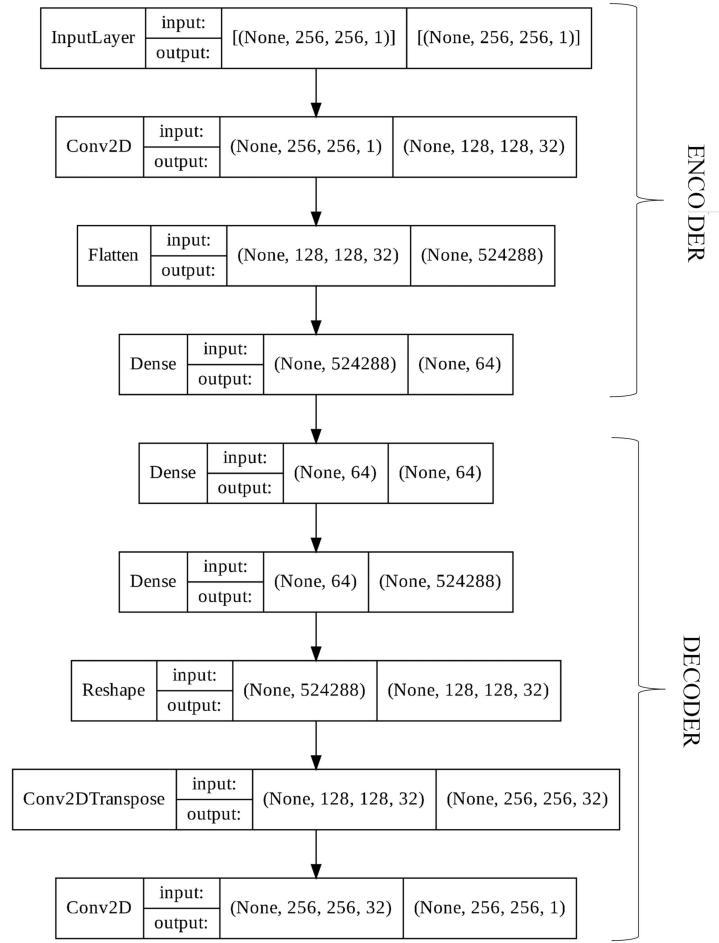 InputLayer input: output: [(None, 256, 256, 1)] [(None, 256, 256, 1)]
Conv2D input: output: (None, 256, 256, 1) (None, 128, 128, 32)
Flatten input: output: (None, 128, 128, 32) (None, 524288)
Dense input: output: (None, 524288) (None, 64)
ENCODER
Dense input: output: (None, 64) (None, 64)
Dense input: output: (None, 64) (None, 524288)
Reshape input: output: (None, 524288) (None, 128, 128, 32)
Conv2DTranspose input: output: (None, 128, 128, 32) (None, 256, 256, 32)
Conv2D input: output: (None, 256, 256, 32) (None, 256, 256, 1)
DECODER